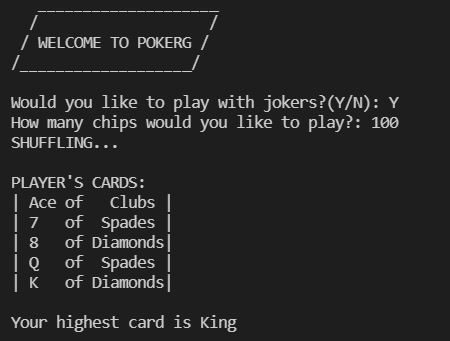 WELCOME TO POKERG
Would you like to play with jokers?(Y/N): Y
How many chips would you like to play?: 100
SHUFFLING...
PLAYER'S CARDS:
| Ace of   Clubs |
| 7   of  Spades |
| 8   of Diamonds|
| Q   of  Spades |
| K   of Diamonds|
Your highest card is King